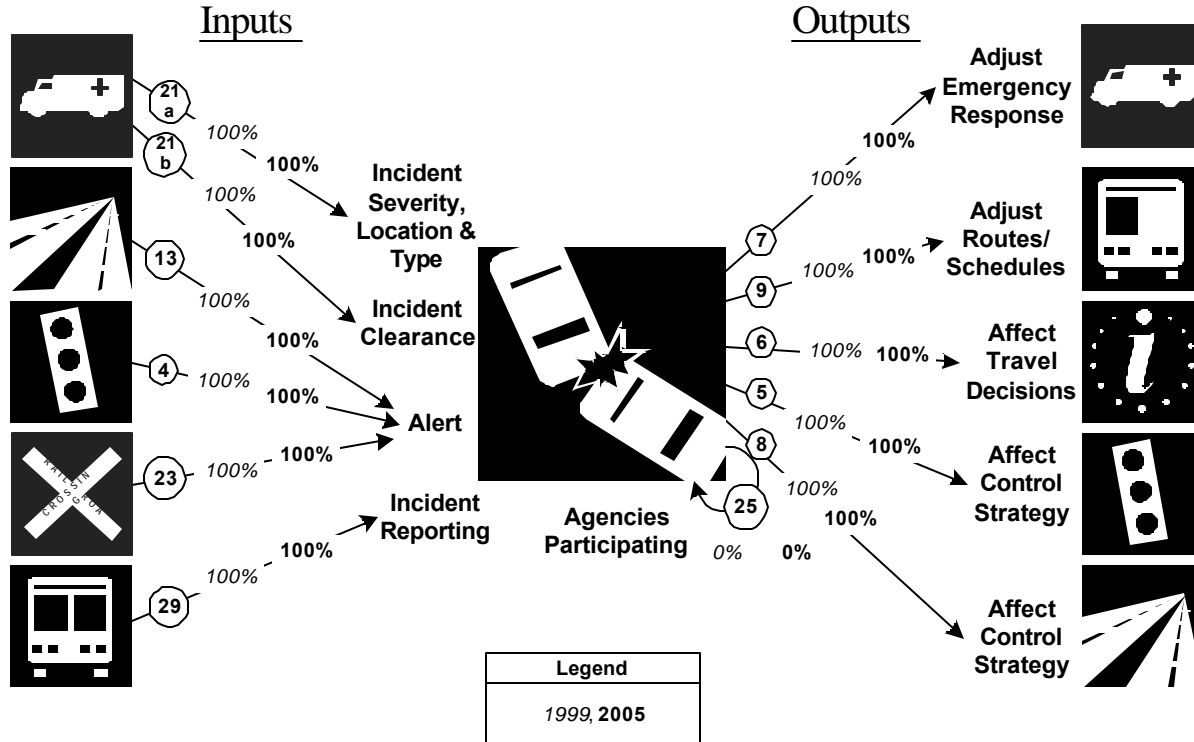 Inputs
Outputs
21
a
100%
100%
Incident
Severity,
Location &
Type
21
b
100%
100%
Incident
Clearance
13
100%
100%
4
100%
100%
Alert
23
100%
100%
RAILROA
CROSSIN
G
29
100%
100%
Incident
Reporting
Agencies
Participating
25
0%
0%
7
100%
100%
Adjust
Emergency
Response
9
100%
100%
Adjust
Routes/
Schedules
6
100%
100%
Affect
Travel
Decisions
i
5
100%
100%
Affect
Control
Strategy
8
100%
100%
Affect
Control
Strategy
Legend
1999, 2005